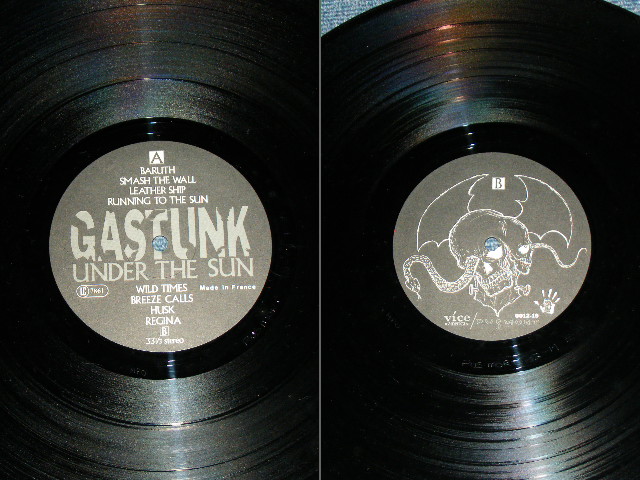 A
BARUTH
SMASH THE WALL
LEATHER SHIP
RUNNING TO THE SUN
GASTUNK
UNDER THE SUN
WILD TIMES
Made in France
BREEZE CALLS
HUSK
REGINA
B
33⅓ stereo
B
vice